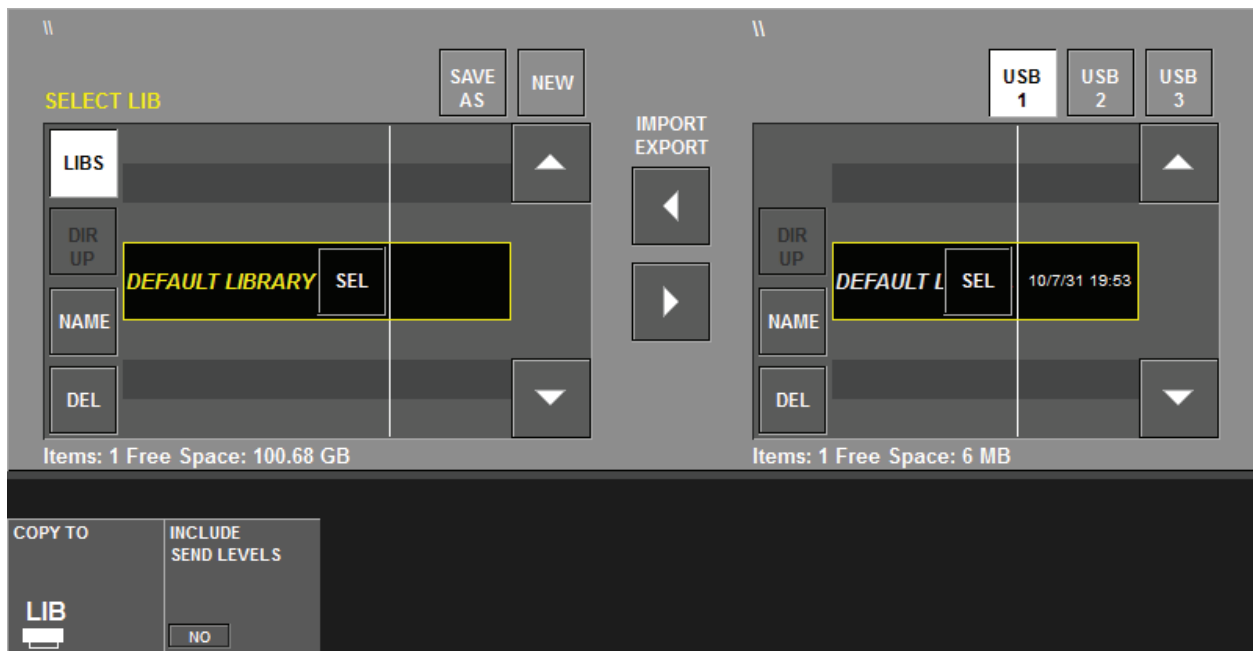 \\
SAVE
AS
NEW
SELECT LIB
LIBS
DIR
UP
DEFAULT LIBRARY SEL
NAME
DEL
Items: 1 Free Space: 100.68 GB
IMPORT
EXPORT
\\
USB
1
USB
2
USB
3
DIR
UP
DEFAULT L SEL 10/7/31 19:53
NAME
DEL
Items: 1 Free Space: 6 MB
COPY TO
LIB
INCLUDE
SEND LEVELS
NO